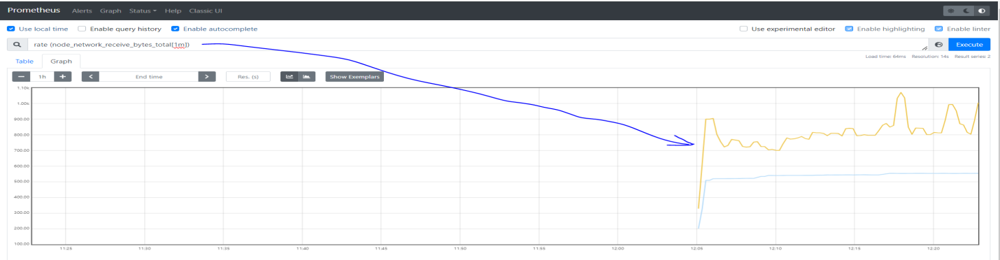 Prometheus Alerts Graph Status Help Classic UI
Use local time Enable query history Enable autocomplete Use experimental editor Enable highlighting Enable linter
rate (node_network_receive_bytes_total[1m]) Execute
Load time: 64ms Resolution: 14s Result series: 2
Table Graph
− 1h + < End time > Res. (s) Show Exemplars
1.10k
1.00k
900.00
800.00
700.00
600.00
500.00
400.00
300.00
200.00
100.00
11:25 11:30 11:35 11:40 11:45 11:50 11:55 12:00 12:05 12:10 12:15 12:20